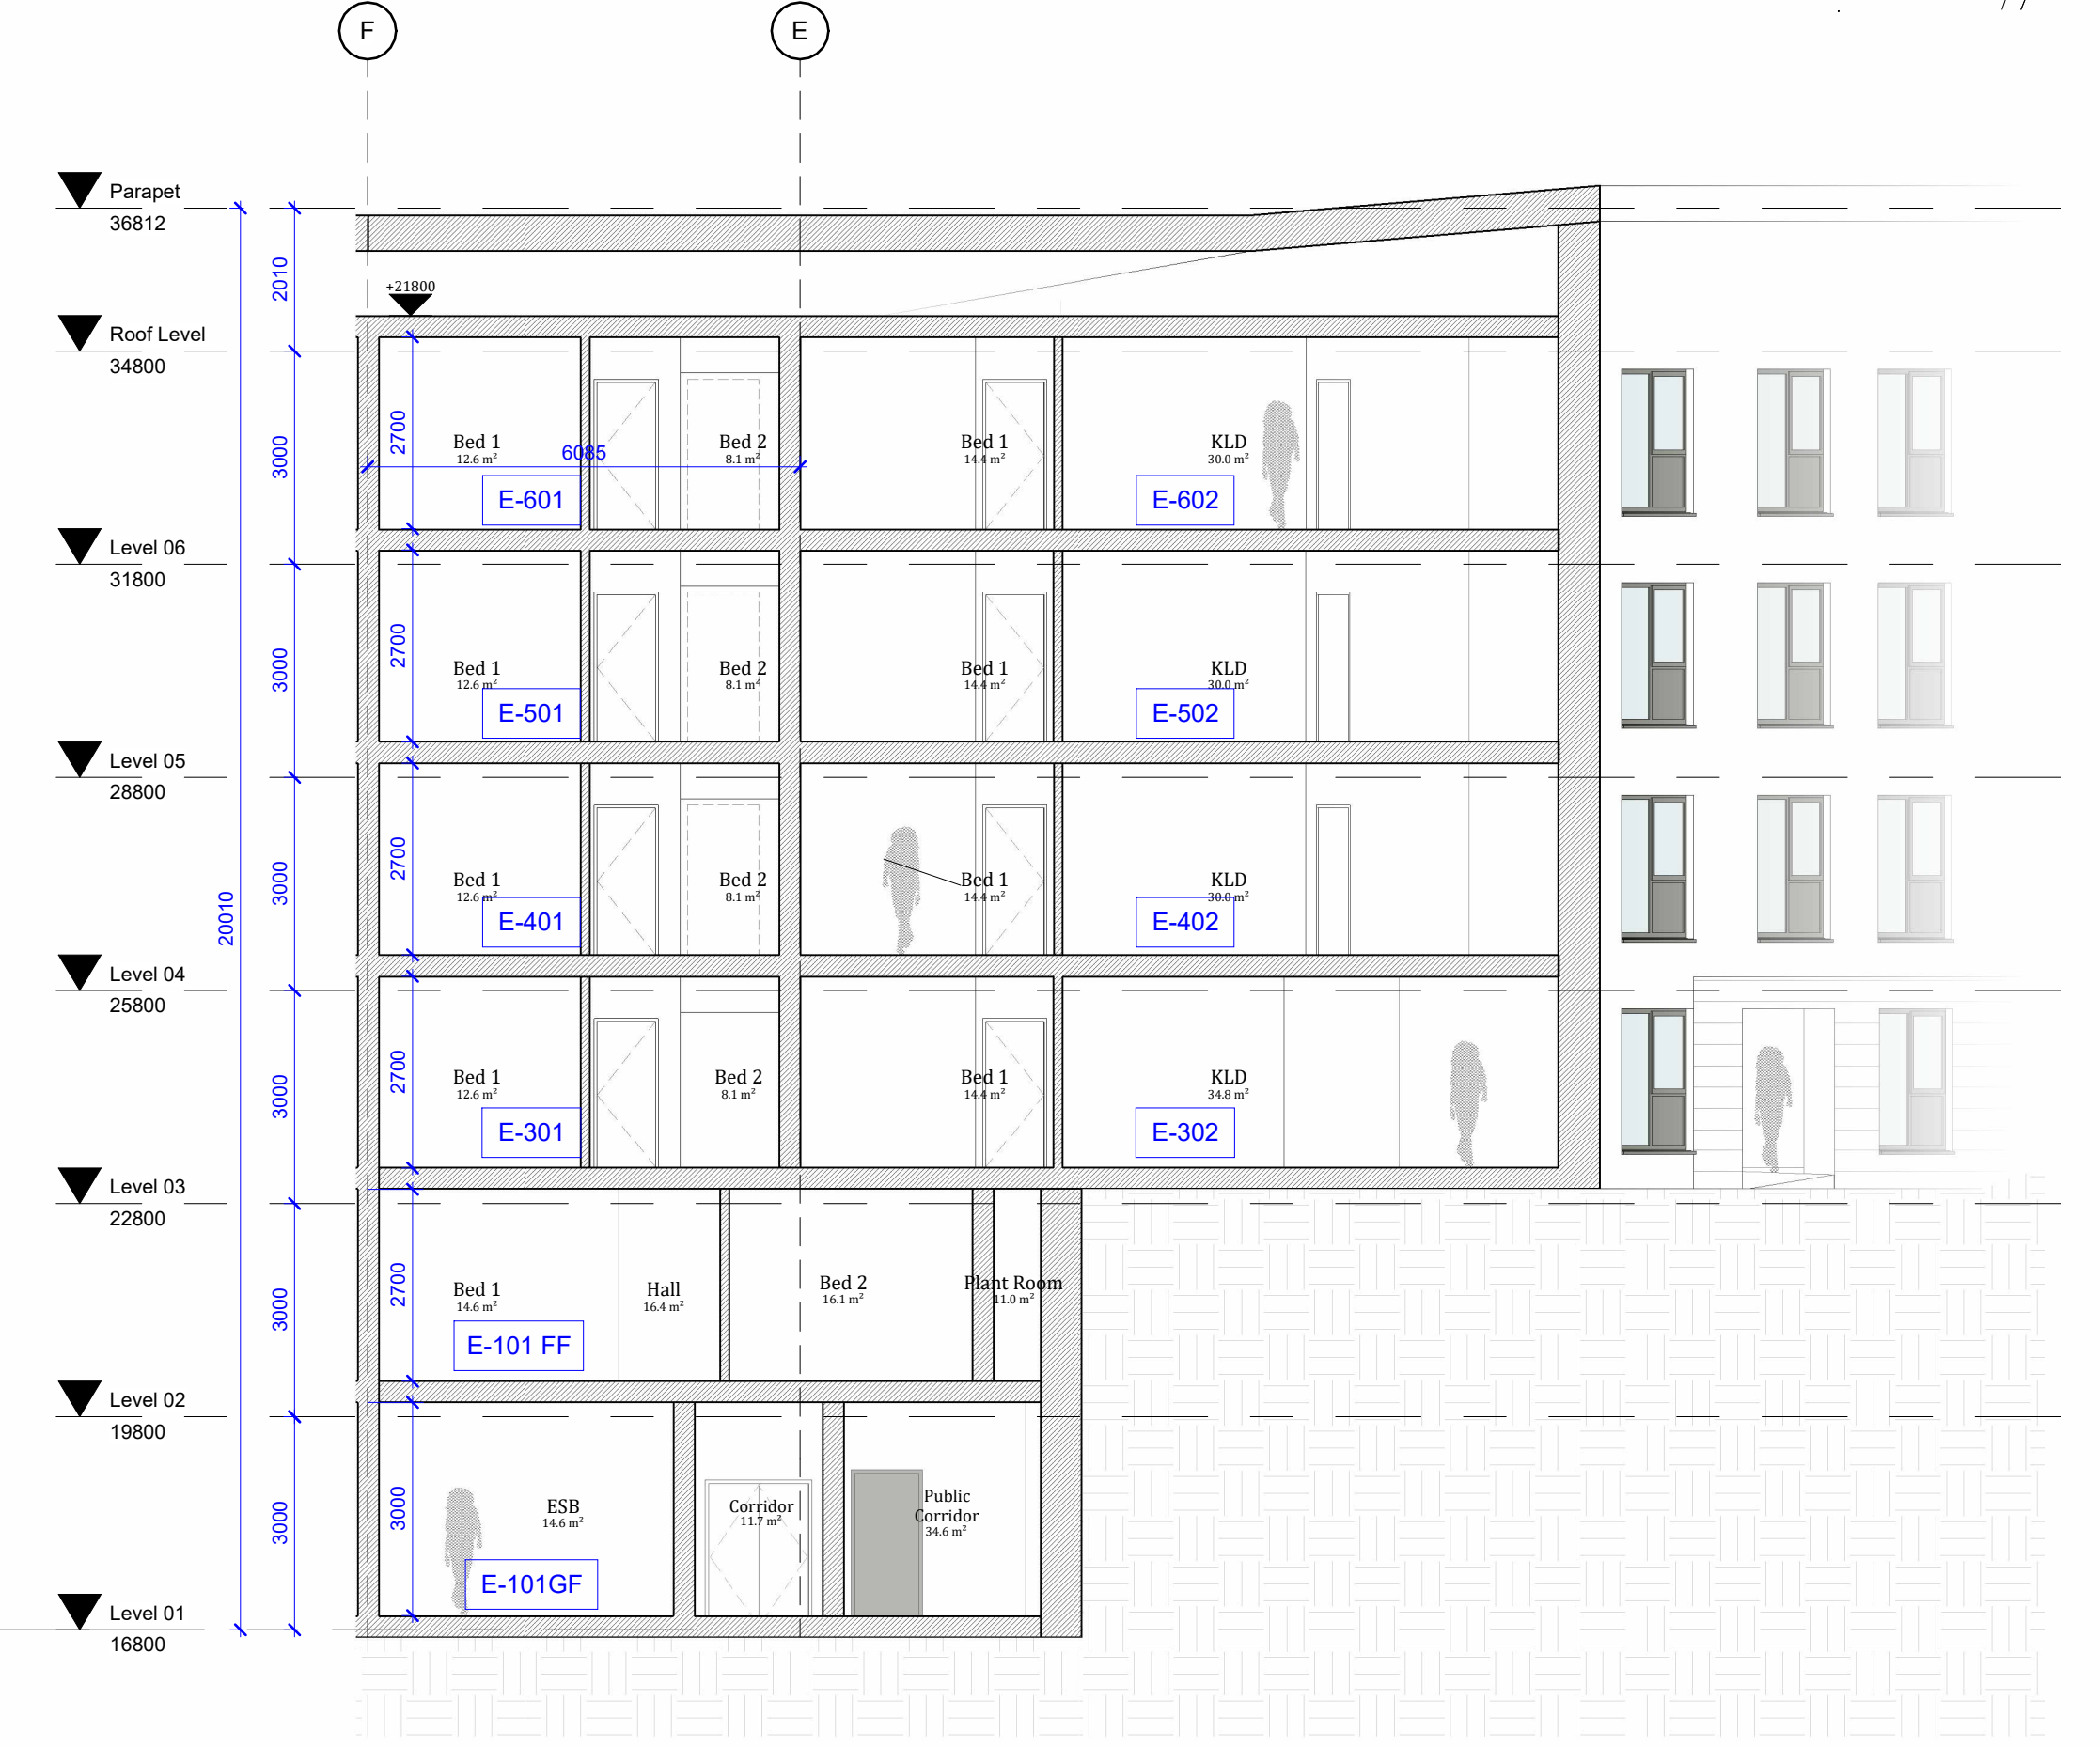 F
E
Parapet
36812
2010
+21800
Roof Level
34800
3000
2700
Bed 1
12.6 m²
6085
Bed 2
8.1 m²
Bed 1
14.4 m²
KLD
30.0 m²
E-601
E-602
Level 06
31800
3000
2700
Bed 1
12.6 m²
Bed 2
8.1 m²
Bed 1
14.4 m²
KLD
30.0 m²
E-501
E-502
Level 05
28800
3000
2700
Bed 1
12.6 m²
Bed 2
8.1 m²
Bed 1
14.4 m²
KLD
30.0 m²
E-401
E-402
20010
Level 04
25800
3000
2700
Bed 1
12.6 m²
Bed 2
8.1 m²
Bed 1
14.4 m²
KLD
34.8 m²
E-301
E-302
Level 03
22800
3000
2700
Bed 1
14.6 m²
Hall
16.4 m²
Bed 2
16.1 m²
Plant Room
11.0 m²
E-101 FF
Level 02
19800
3000
3000
ESB
14.6 m²
Corridor
11.7 m²
Public
Corridor
34.6 m²
E-101GF
Level 01
16800